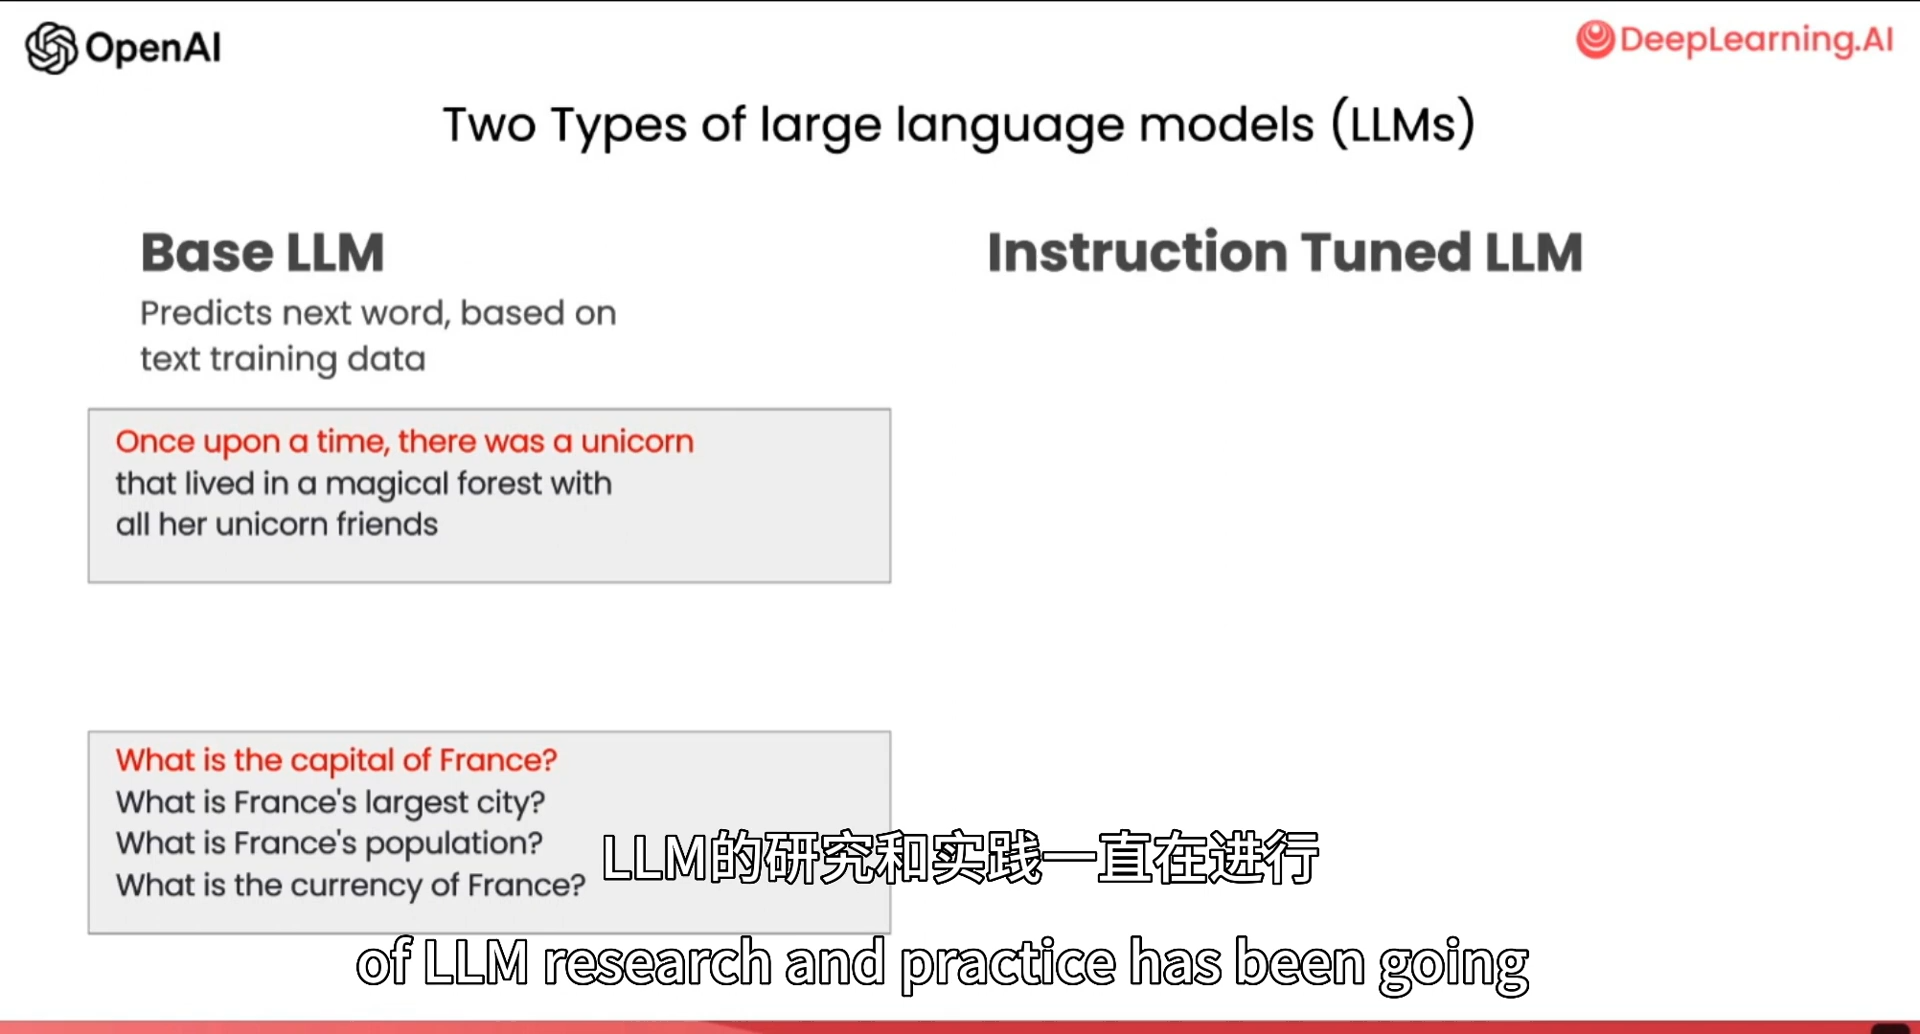 OpenAI
DeepLearning.AI
Two Types of large language models (LLMs)
Base LLM
Predicts next word, based on
text training data
Once upon a time, there was a unicorn
that lived in a magical forest with
all her unicorn friends
What is the capital of France?
What is France's largest city?
What is France's population?
What is the currency of France?
Instruction Tuned LLM
LLM的研究和实践一直在进行
of LLM research and practice has been going